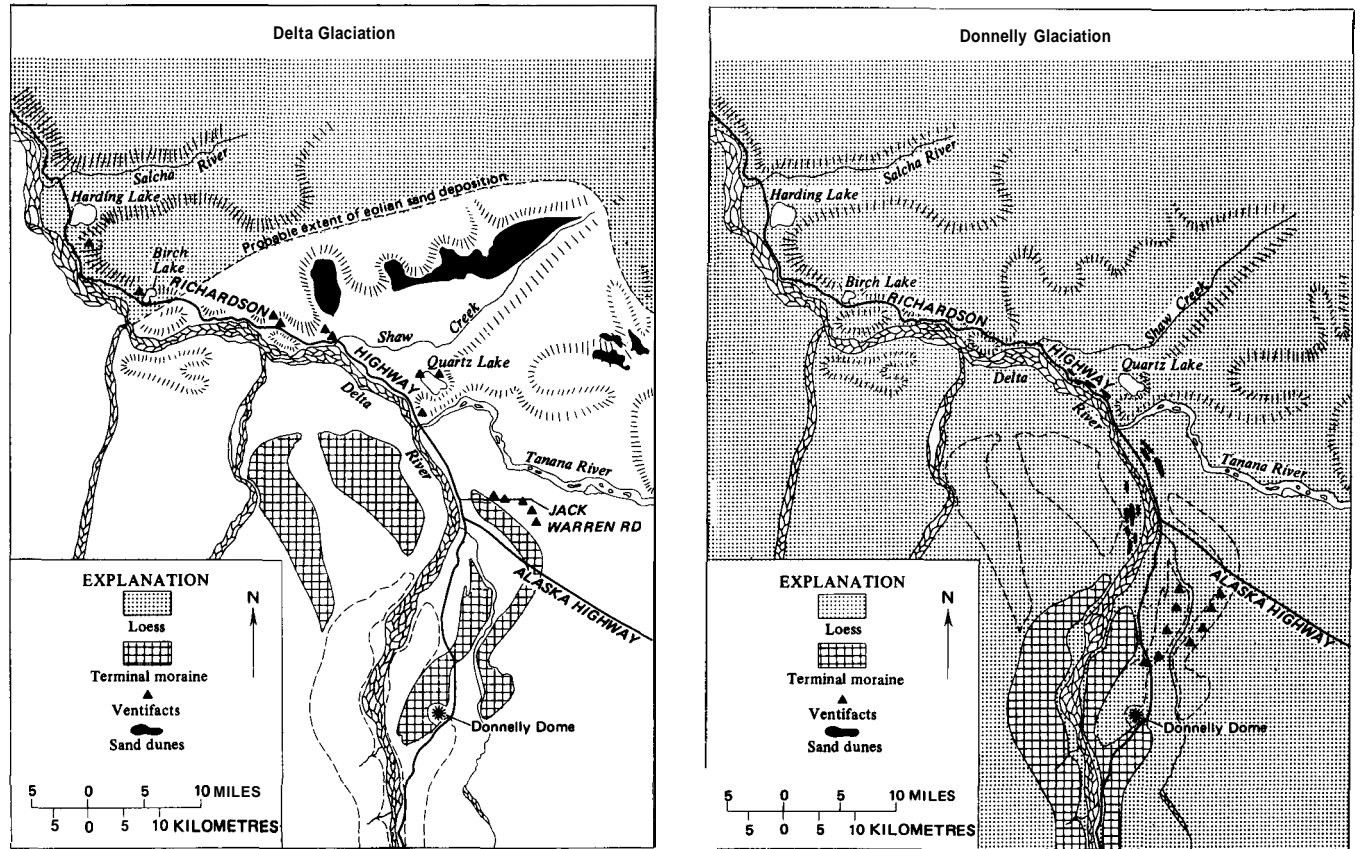 Delta Glaciation
Salcha River
Harding Lake
Probable extent of eolian sand deposition
Birch
Lake
RICHARDSON
HIGHWAY
Shaw
Creek
Quartz Lake
Delta
River
Tanana River
JACK
WARREN RD
ALASKA HIGHWAY
EXPLANATION
Loess
Terminal moraine
Ventifacts
Sand dunes
N
Donnelly Dome
5 0 5 10 MILES
5 0 5 10 KILOMETRES
Donnelly Glaciation
Salcha River
Harding Lake
Birch Lake
RICHARDSON
HIGHWAY
Shaw
Creek
Quartz Lake
Delta
River
Tanana River
ALASKA HIGHWAY
EXPLANATION
Loess
Terminal moraine
Ventifacts
Sand dunes
N
Donnelly Dome
5 0 5 10 MILES
5 0 5 10 KILOMETRES